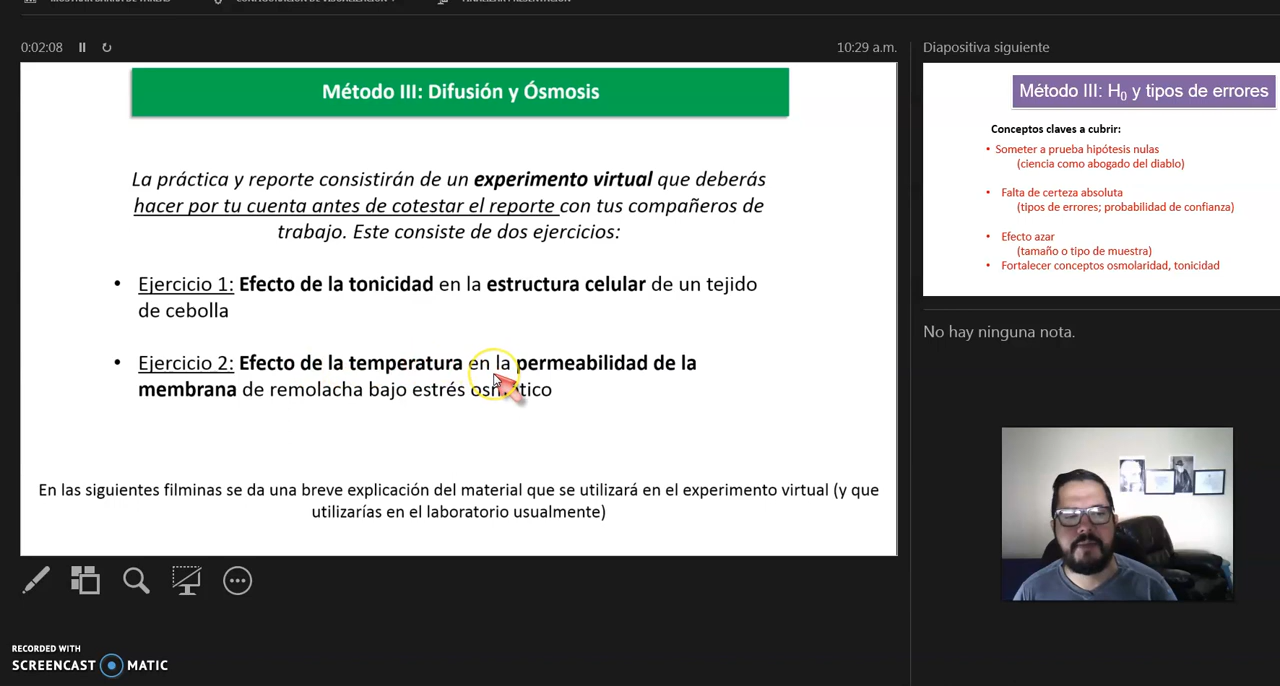 0:02:08
10:29 a.m.
Diapositiva siguiente
Método III: Difusión y Ósmosis
La práctica y reporte consistirán de un experimento virtual que deberás
hacer por tu cuenta antes de cotestar el reporte con tus compañeros de
trabajo. Este consiste de dos ejercicios:
• Ejercicio 1: Efecto de la tonicidad en la estructura celular de un tejido
de cebolla
• Ejercicio 2: Efecto de la temperatura en la permeabilidad de la
membrana de remolacha bajo estrés osmótico
En las siguientes filminas se da una breve explicación del material que se utilizará en el experimento virtual (y que
utilizarías en el laboratorio usualmente)
Método III: H₀ y tipos de errores
Conceptos claves a cubrir:
• Someter a prueba hipótesis nulas
(ciencia como abogado del diablo)
• Falta de certeza absoluta
(tipos de errores; probabilidad de confianza)
• Efecto azar
(tamaño o tipo de muestra)
• Fortalecer conceptos osmolaridad, tonicidad
No hay ninguna nota.
RECORDED WITH
SCREENCAST MATIC